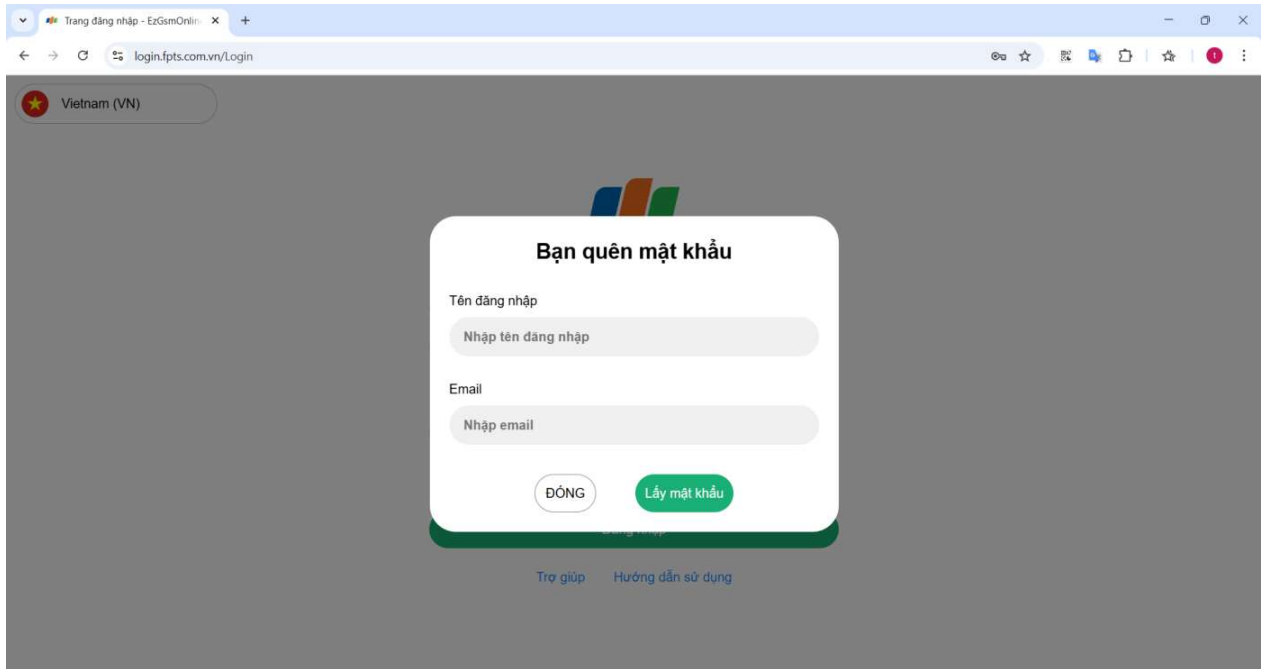 Trang đăng nhập - EzGsmOnlin
login.fpts.com.vn/Login
Vietnam (VN)
Bạn quên mật khẩu
Tên đăng nhập
Nhập tên đăng nhập
Email
Nhập email
ĐÓNG
Lấy mật khẩu
Trợ giúp
Hướng dẫn sử dụng